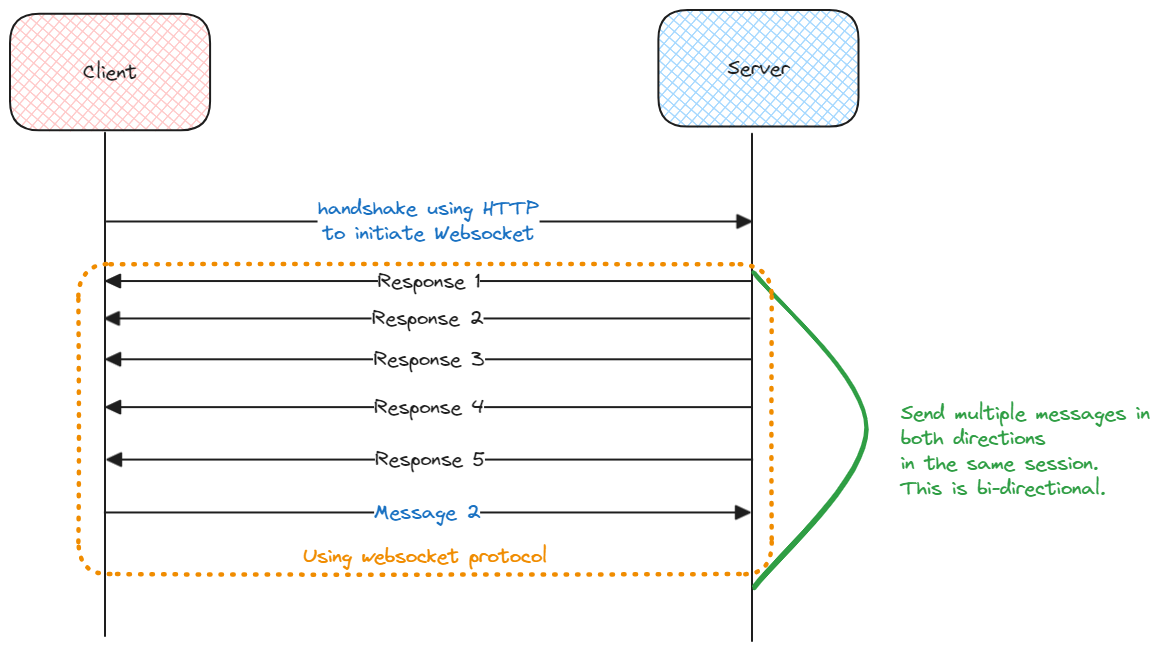 Client
Server
handshake using HTTP
to initiate Websocket
Response 1
Response 2
Response 3
Response 4
Response 5
Message 2
Using websocket protocol
Send multiple messages in
both directions
in the same session.
This is bi-directional.